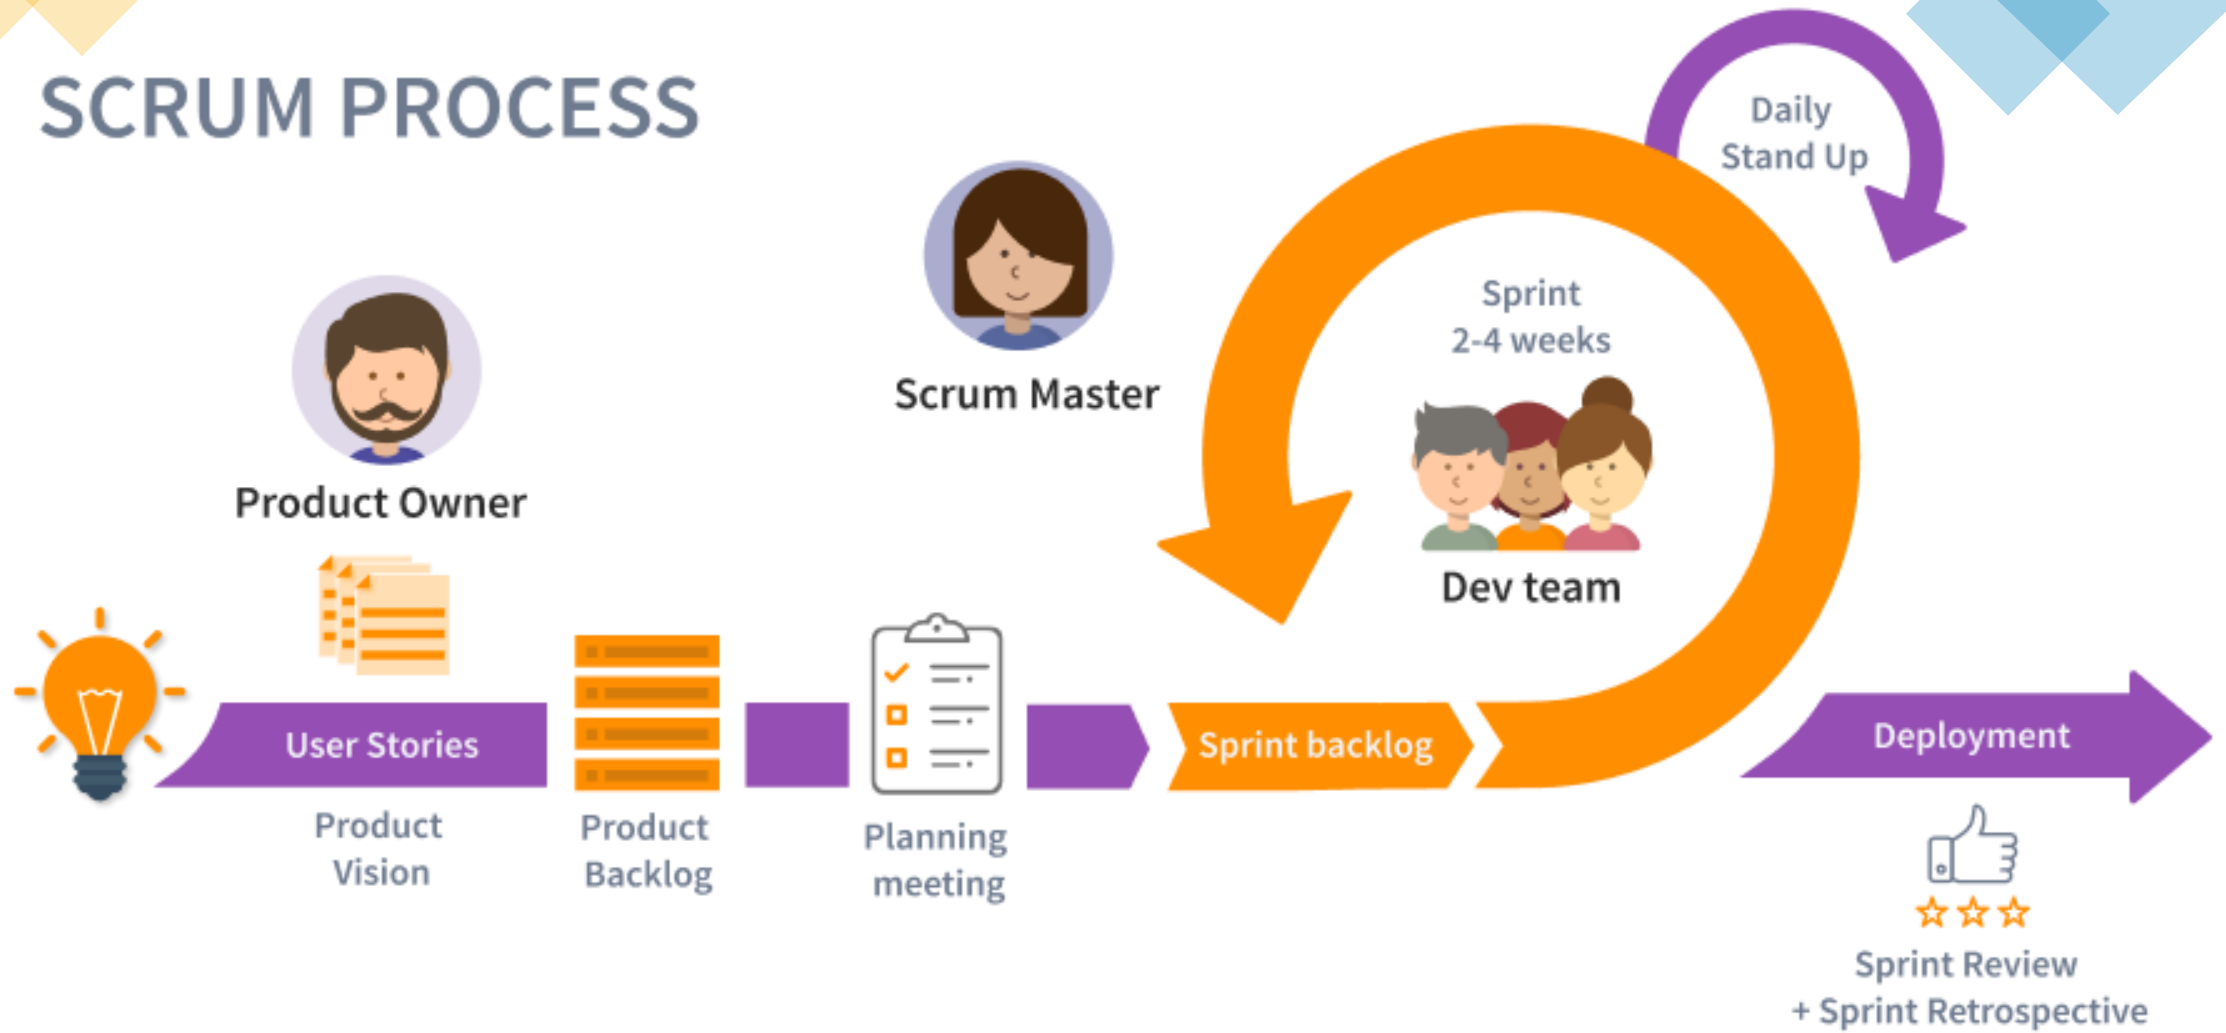 SCRUM PROCESS
Daily
Stand Up
Sprint
2-4 weeks
Scrum Master
Product Owner
Dev team
User Stories
Sprint backlog
Deployment
Product
Vision
Product
Backlog
Planning
meeting
Sprint Review
+ Sprint Retrospective